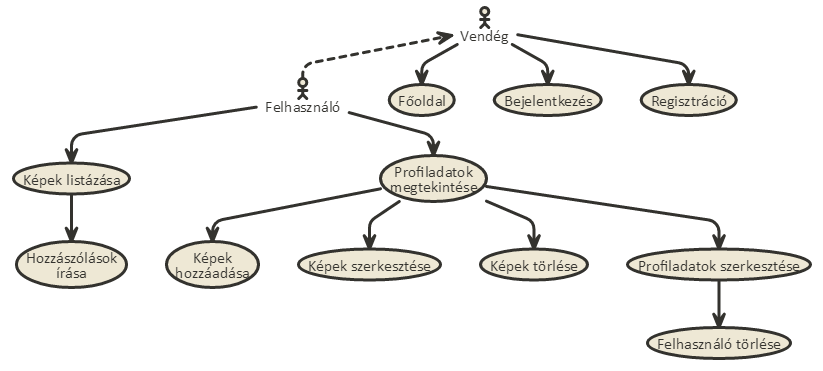 Vendég
Felhasználó
Főoldal
Bejelentkezés
Regisztráció
Képek listázása
Profiladatok
megtekintése
Hozzászólások
írása
Képek
hozzáadása
Képek szerkesztése
Képek törlése
Profiladatok szerkesztése
Felhasználó törlése